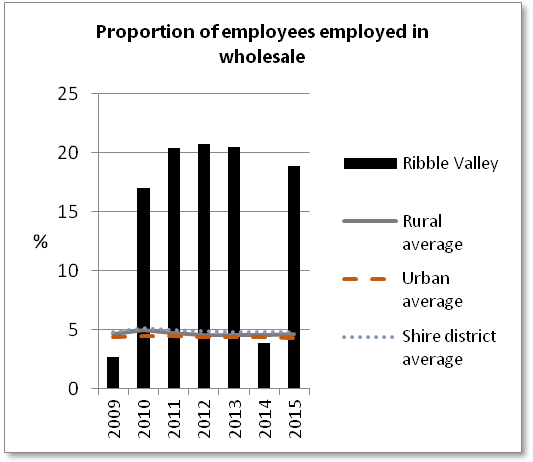 Proportion of employees employed in
wholesale
25
20
15
10
5
0
%
2009
2010
2011
2012
2013
2014
2015
Ribble Valley
Rural
average
Urban
average
Shire district
average